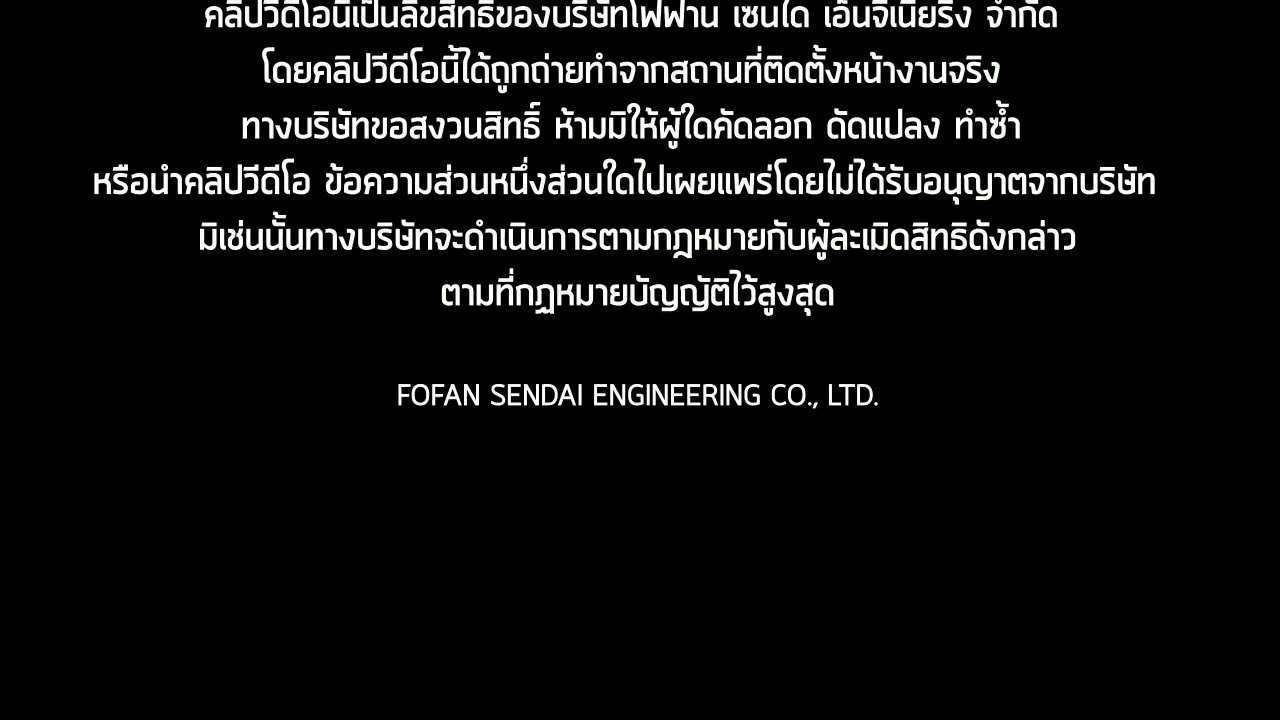 คลิปวีดีโอนี้เป็นลิขสิทธิ์ของบริษัทโฟฟาน เซนได เอ็นจิเนียริ่ง จำกัด
โดยคลิปวีดีโอนี้ได้ถูกถ่ายทำจากสถานที่ติดตั้งหน้างานจริง
ทางบริษัทขอสงวนสิทธิ์ ห้ามมิให้ผู้ใดคัดลอก ดัดแปลง ทำซ้ำ
หรือนำคลิปวีดีโอ ข้อความส่วนหนึ่งส่วนใดไปเผยแพร่โดยไม่ได้รับอนุญาตจากบริษัท
มิเช่นนั้นทางบริษัทจะดำเนินการตามกฎหมายกับผู้ละเมิดสิทธิดังกล่าว
ตามที่กฏหมายบัญญัติไว้สูงสุด
FOFAN SENDAI ENGINEERING CO., LTD.